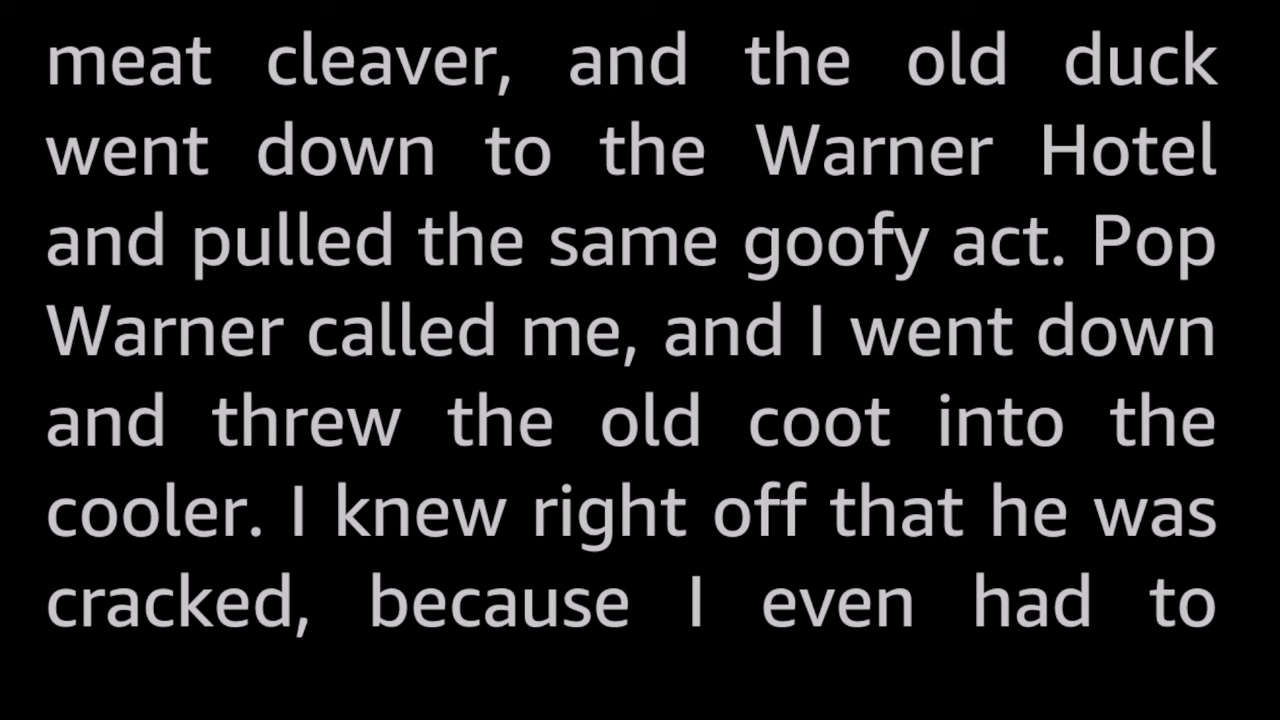 meat cleaver, and the old duck
went down to the Warner Hotel
and pulled the same goofy act. Pop
Warner called me, and I went down
and threw the old coot into the
cooler. I knew right off that he was
cracked, because I even had to